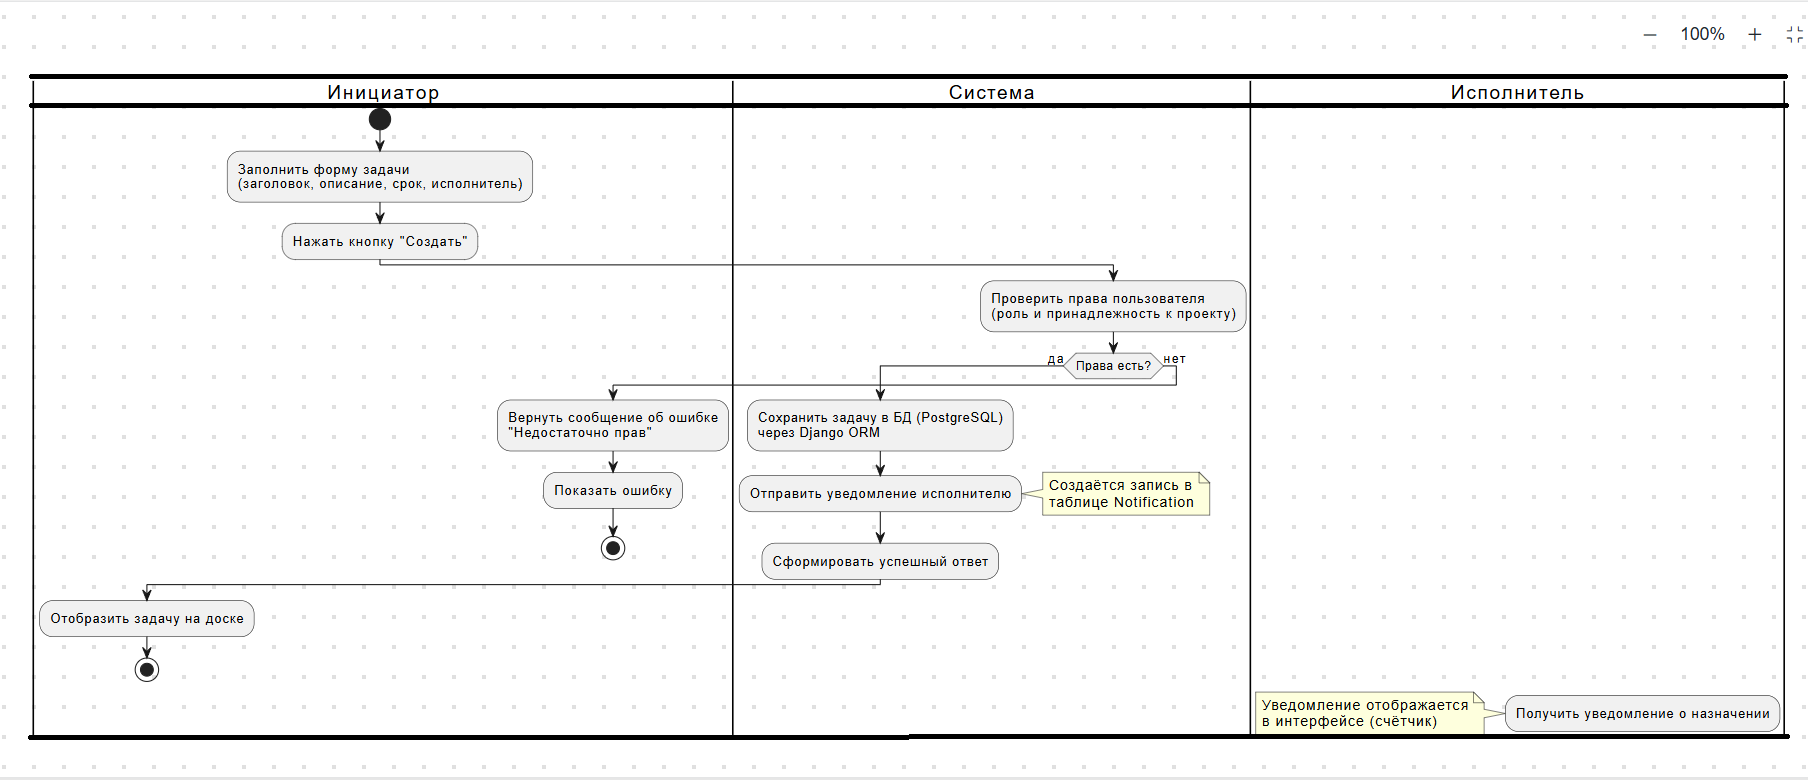 100%
Инициатор
Система
Исполнитель
Заполнить форму задачи
(заголовок, описание, срок, исполнитель)
Нажать кнопку "Создать"
Проверить права пользователя
(роль и принадлежность к проекту)
да
Права есть?
нет
Вернуть сообщение об ошибке
"Недостаточно прав"
Сохранить задачу в БД (PostgreSQL)
через Django ORM
Показать ошибку
Отправить уведомление исполнителю
Создаётся запись в
таблице Notification
Сформировать успешный ответ
Отобразить задачу на доске
Уведомление отображается
в интерфейсе (счётчик)
Получить уведомление о назначении